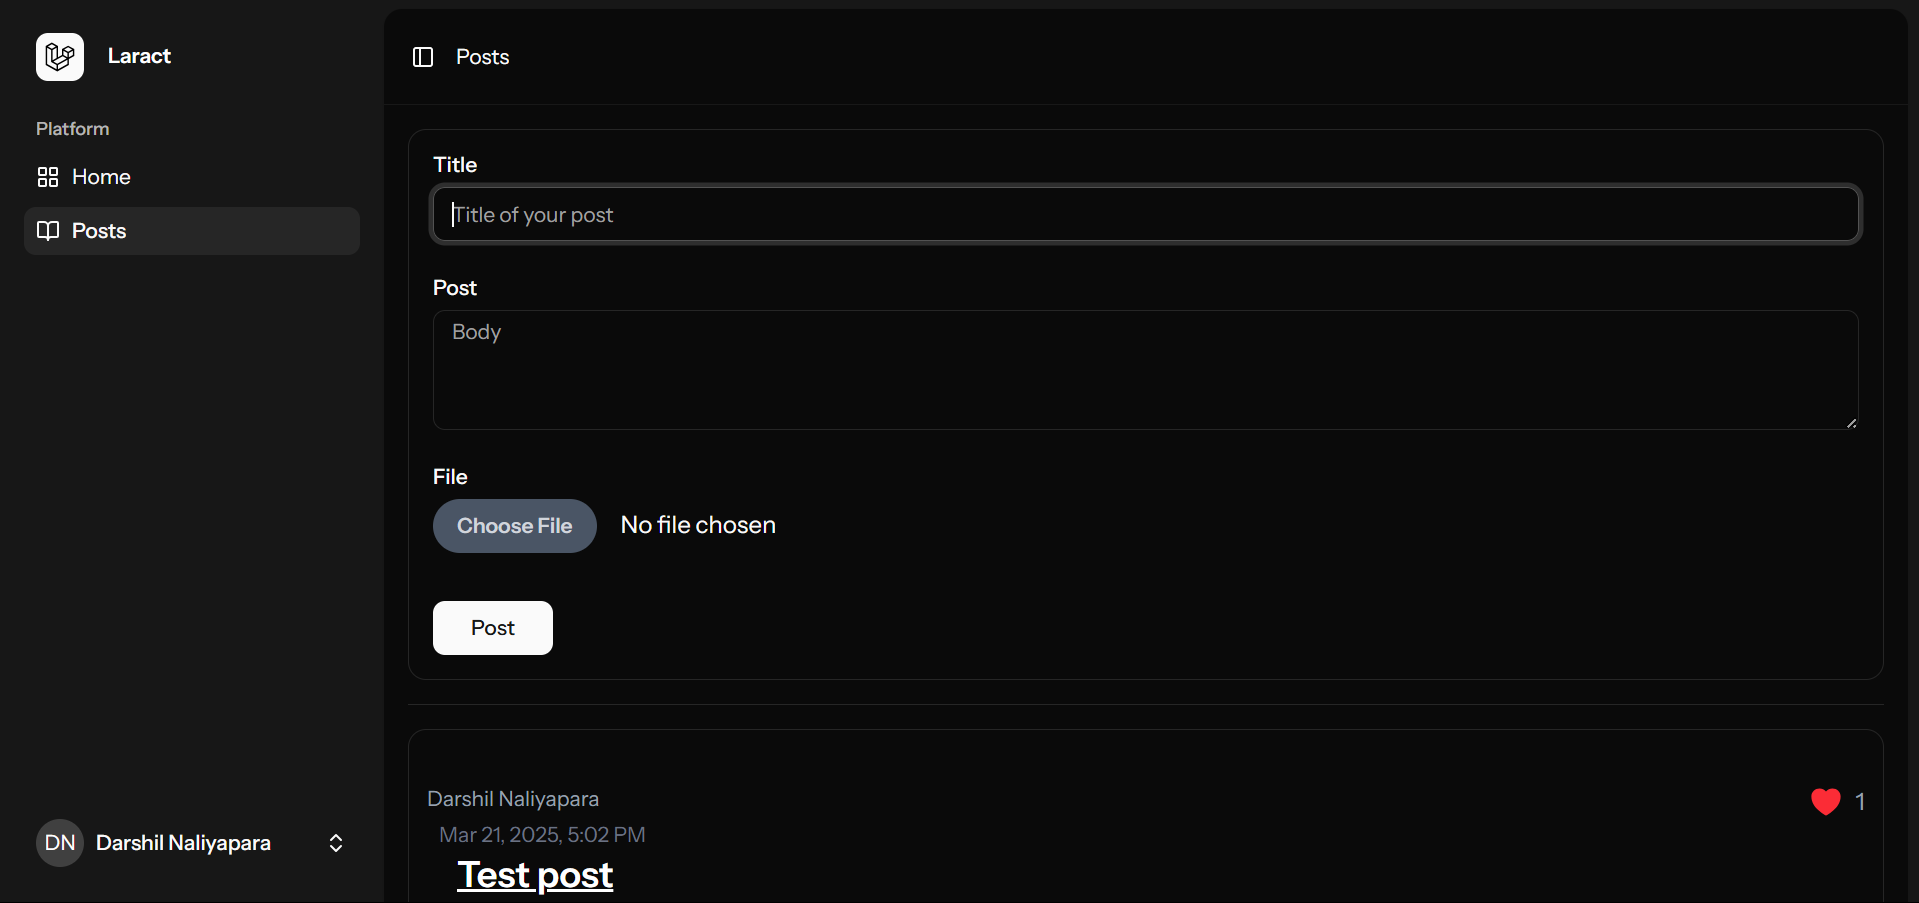 Laract
Platform
Home
Posts
DN Darshil Naliyapara
Posts
Title
Title of your post
Post
Body
File
Choose File No file chosen
Post
Darshil Naliyapara
1
Mar 21, 2025, 5:02 PM
Test post